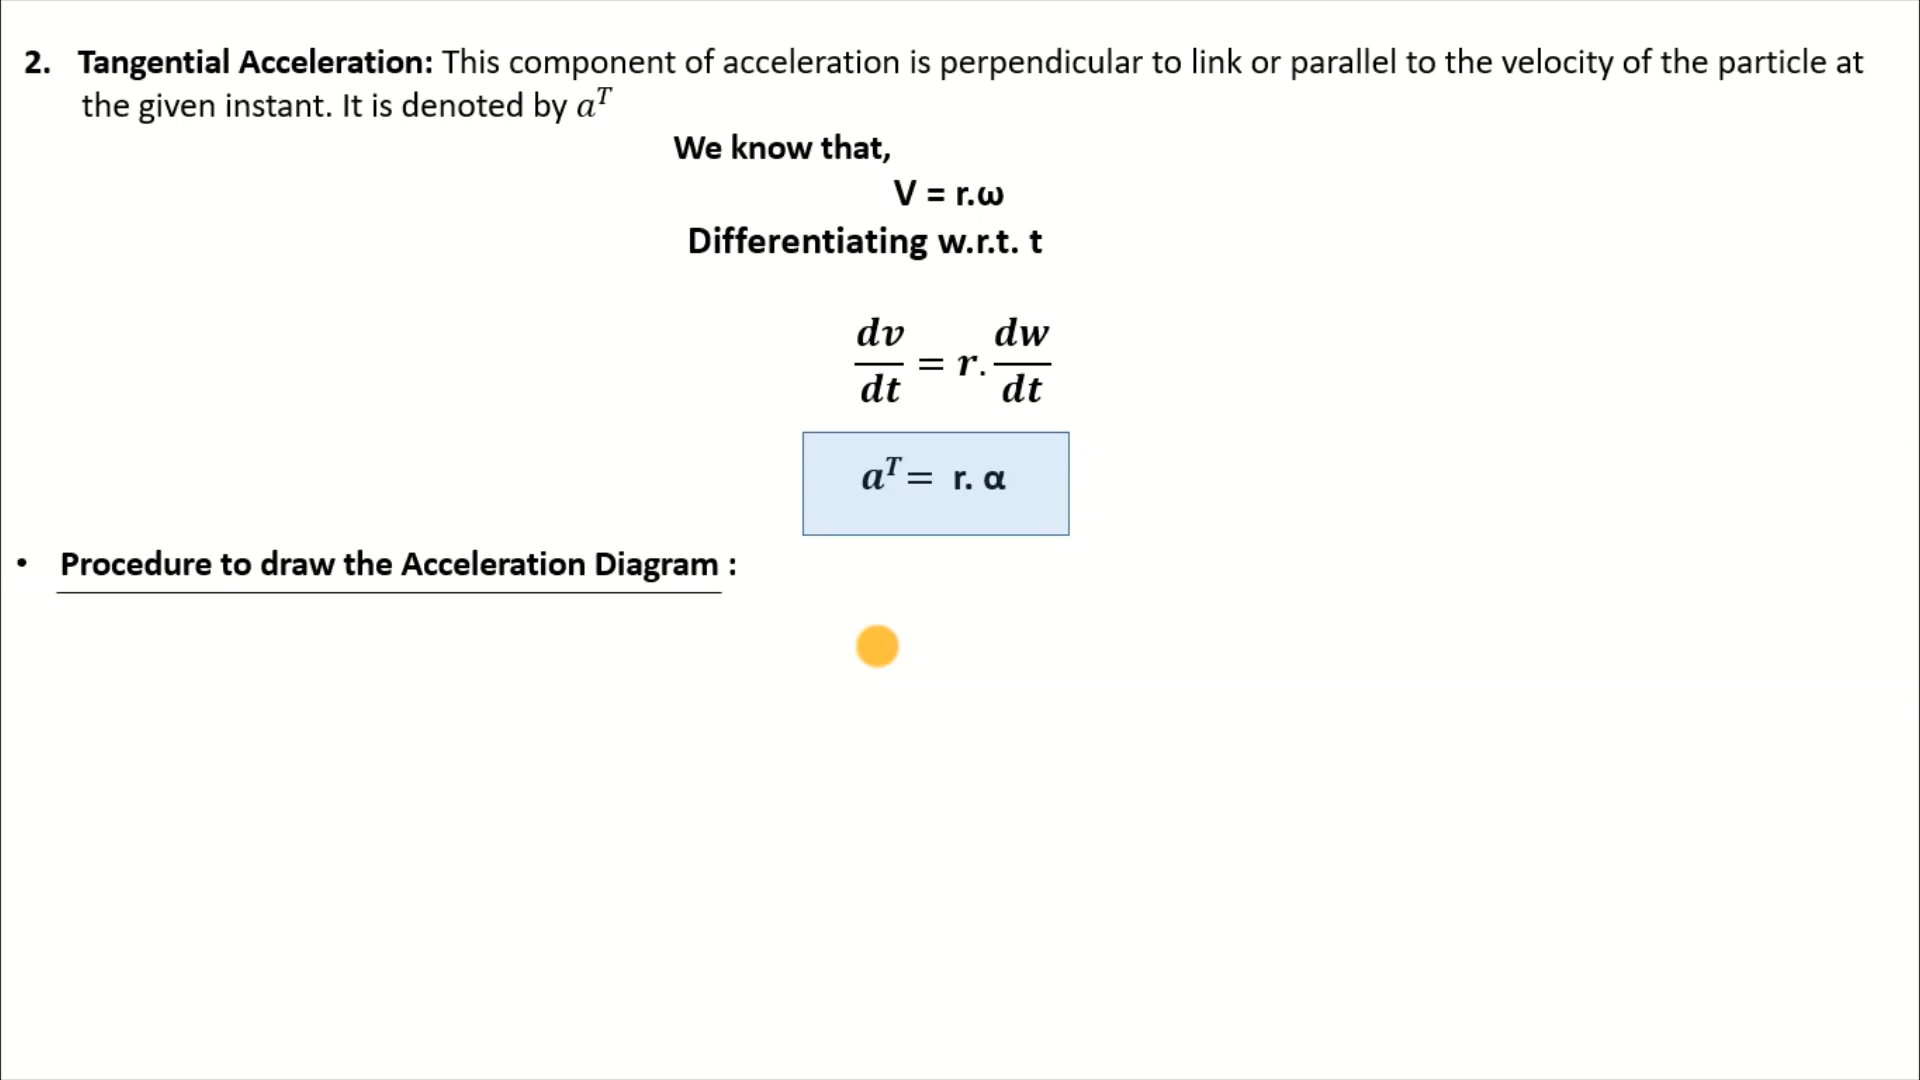 2. Tangential Acceleration: This component of acceleration is perpendicular to link or parallel to the velocity of the particle at
the given instant. It is denoted by a^T
We know that,
V = r.ω
Differentiating w.r.t. t
dv/dt = r. dw/dt
a^T = r. α
• Procedure to draw the Acceleration Diagram :